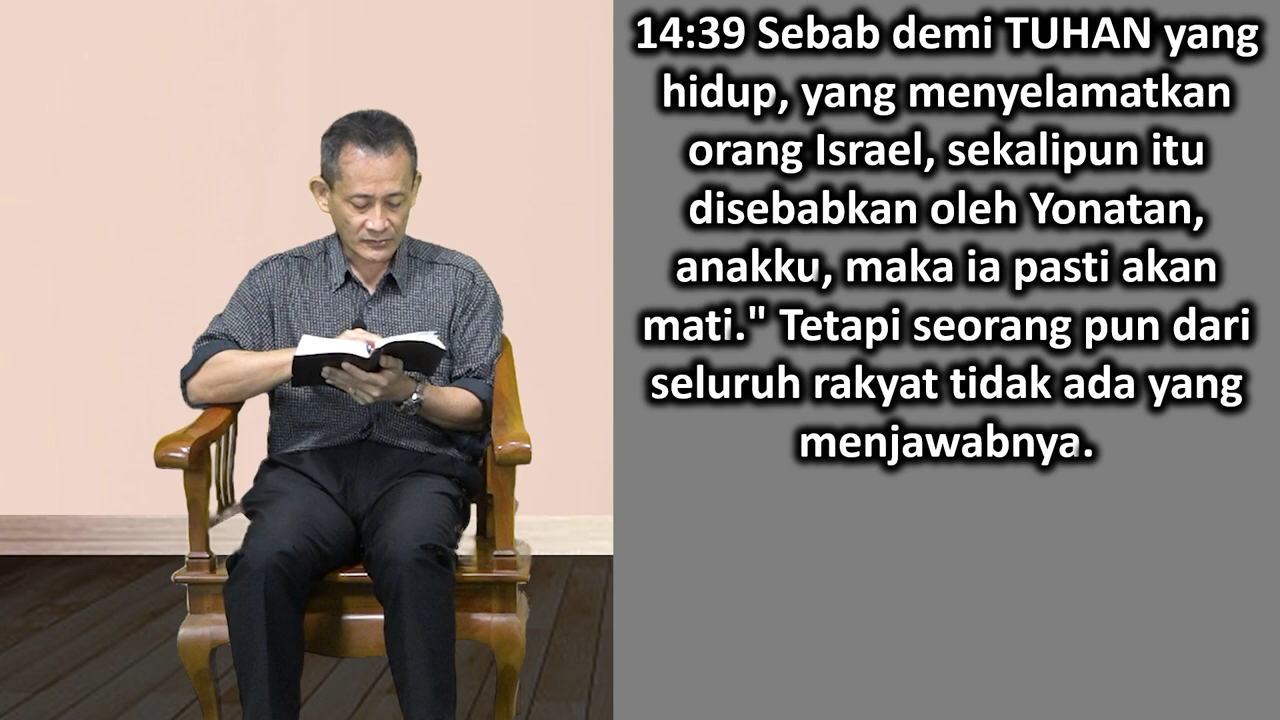 14:39 Sebab demi TUHAN yang
hidup, yang menyelamatkan
orang Israel, sekalipun itu
disebabkan oleh Yonatan,
anakku, maka ia pasti akan
mati." Tetapi seorang pun dari
seluruh rakyat tidak ada yang
menjawabnya.